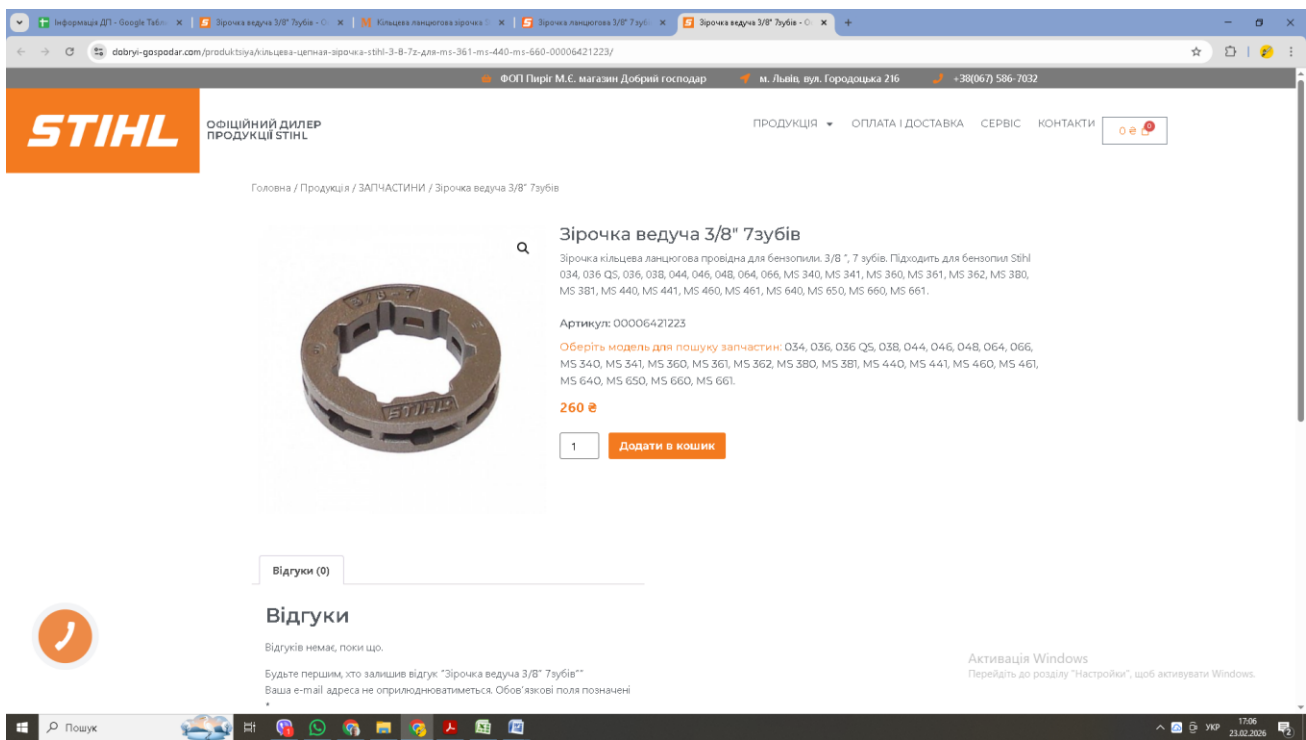 Інформація ДП - Google Табли
Зірочка ведуча 3/8" 7зубів - О
Кільцева ланцюгова зірочка S
Зірочка ланцюгова 3/8" 7 зубі
Зірочка ведуча 3/8" 7зубів - О
dobryi-gospodar.com/produktsiya/кільцева-цепная-зірочка-stihl-3-8-7z-для-ms-361-ms-440-ms-660-00006421223/
ФОП Пиріг М.Є. магазин Добрий господар
м. Львів, вул. Городоцька 216
+38(067) 586-7032
STIHL
ОФІЦІЙНИЙ ДИЛЕР
ПРОДУКЦІЇ STIHL
ПРОДУКЦІЯ
ОПЛАТА І ДОСТАВКА
СЕРВІС
КОНТАКТИ
0 ₴
0
Головна / Продукція / ЗАПЧАСТИНИ / Зірочка ведуча 3/8" 7зубів
3/8-7
STIHL
Зірочка ведуча 3/8" 7зубів
Зірочка кільцева ланцюгова провідна для бензопили. 3/8 ", 7 зубів. Підходить для бензопил Stihl
034, 036 QS, 036, 038, 044, 046, 048, 064, 066, MS 340, MS 341, MS 360, MS 361, MS 362, MS 380,
MS 381, MS 440, MS 441, MS 460, MS 461, MS 640, MS 650, MS 660, MS 661.
Артикул: 00006421223
Оберіть модель для пошуку запчастин: 034, 036, 036 QS, 038, 044, 046, 048, 064, 066,
MS 340, MS 341, MS 360, MS 361, MS 362, MS 380, MS 381, MS 440, MS 441, MS 460, MS 461,
MS 640, MS 650, MS 660, MS 661.
260 ₴
1
Додати в кошик
Відгуки (0)
Відгуки
Відгуків немає, поки що.
Будьте першим, хто залишив відгук “Зірочка ведуча 3/8" 7зубів”
Ваша e-mail адреса не оприлюднюватиметься. Обов'язкові поля позначені
*
Активація Windows
Перейдіть до розділу "Настройки", щоб активувати Windows.
Пошук
УКР
17:06
23.02.2026
2